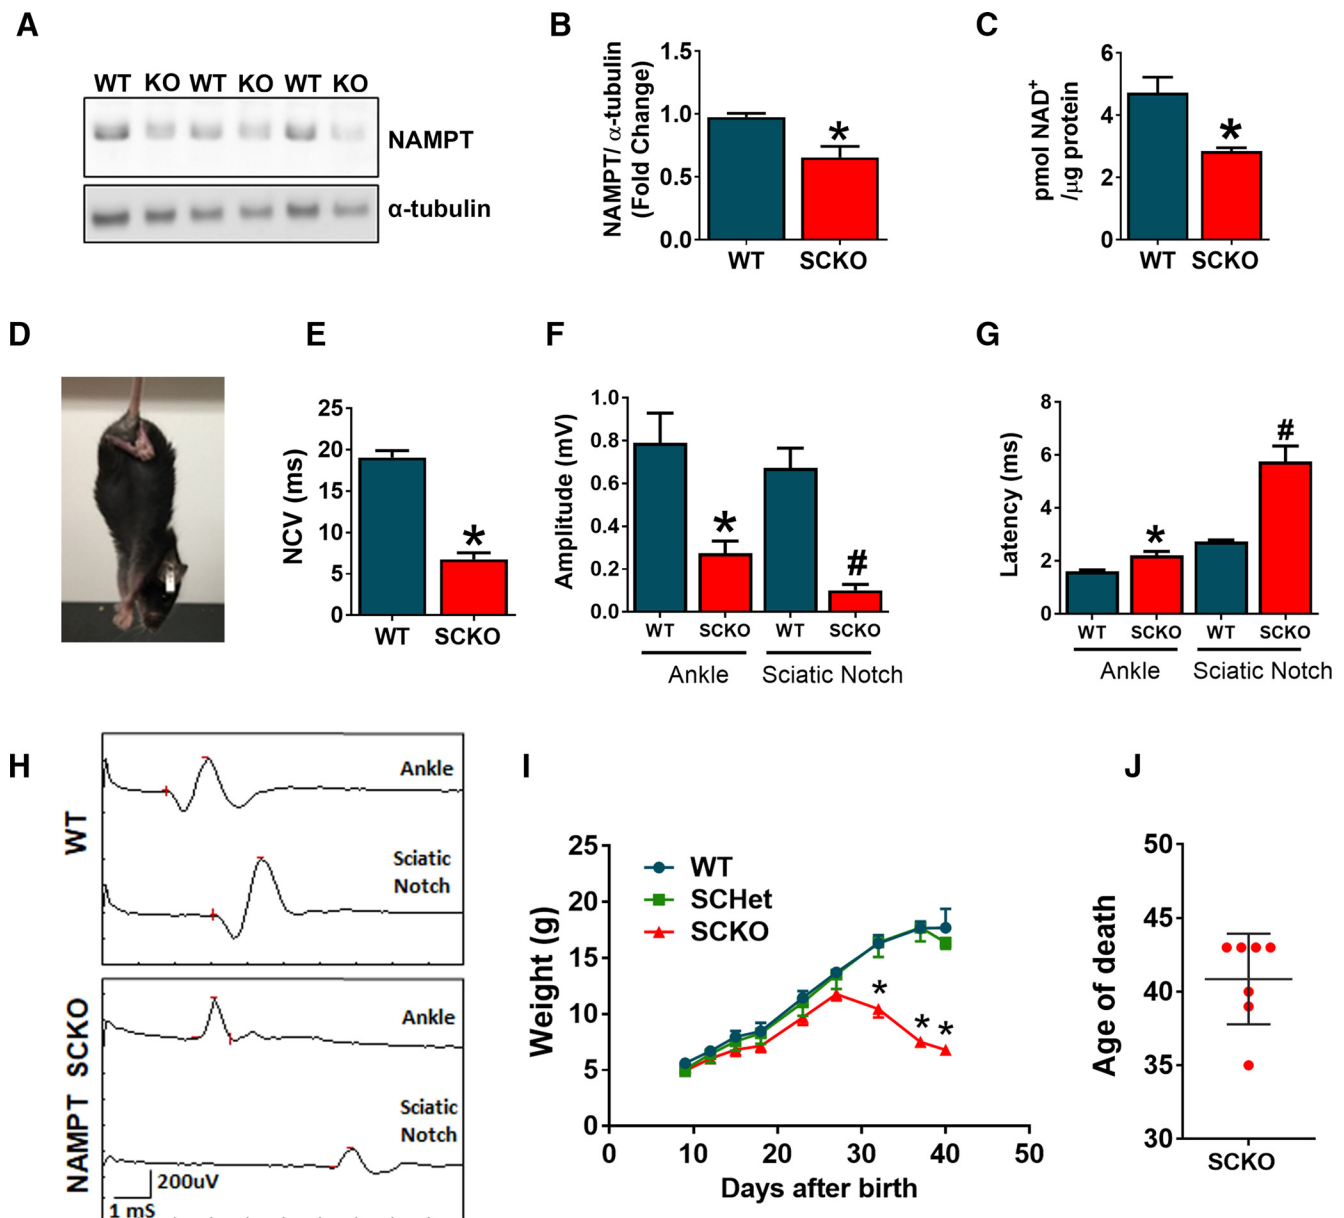 A
WT KO WT KO WT KO
NAMPT
α-tubulin
B
NAMPT/ α-tubulin
(Fold Change)
1.5
1.0
0.5
0.0
WT SCKO
*
C
pmol NAD+
/µg protein
6
4
2
0
WT SCKO
*
D
E
NCV (ms)
25
20
15
10
5
0
WT SCKO
*
F
Amplitude (mV)
1.0
0.8
0.6
0.4
0.2
0.0
* #
WT SCKO WT SCKO
Ankle Sciatic Notch
G
Latency (ms)
8
6
4
2
0
* #
WT SCKO WT SCKO
Ankle Sciatic Notch
H
WT
Ankle
Sciatic
Notch
NAMPT SCKO
Ankle
Sciatic
Notch
200uV
1 mS
I
Weight (g)
25
20
15
10
5
0
WT
SCHet
SCKO
* * *
0 10 20 30 40 50
Days after birth
J
Age of death
50
45
40
35
30
SCKO